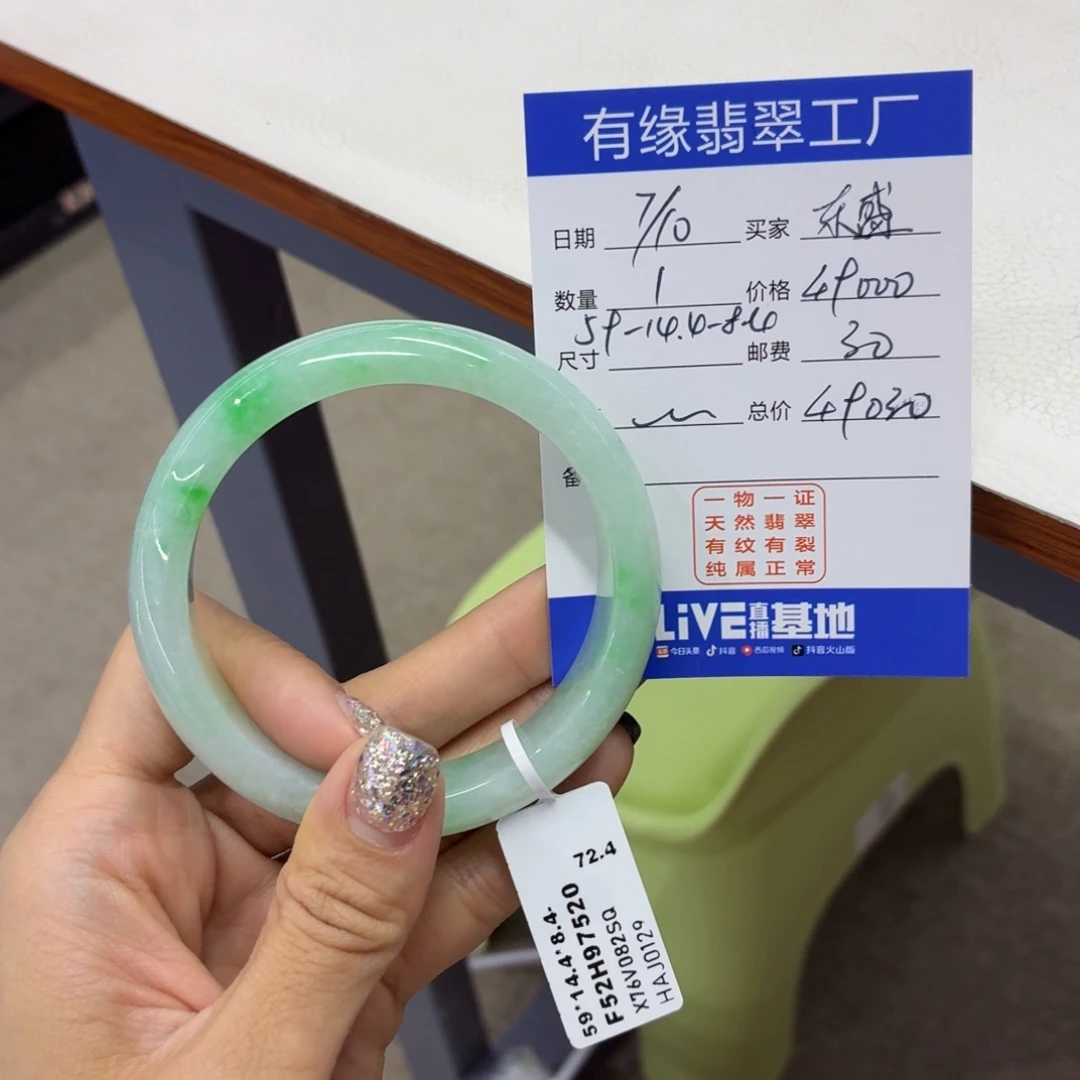 有缘翡翠工厂
日期 7/10 买家 东盛
数量 1 价格 49000
尺寸 59-14.4-8.4 邮费 30
总价 49030
备
一物一证
天然翡翠
有纹有裂
纯属正常
LiVE直播基地
今日头条 抖音 西瓜视频 抖音火山版
72.4
59*14.4*8.4.
F52H97520
X76V082SQ
HAJ0129